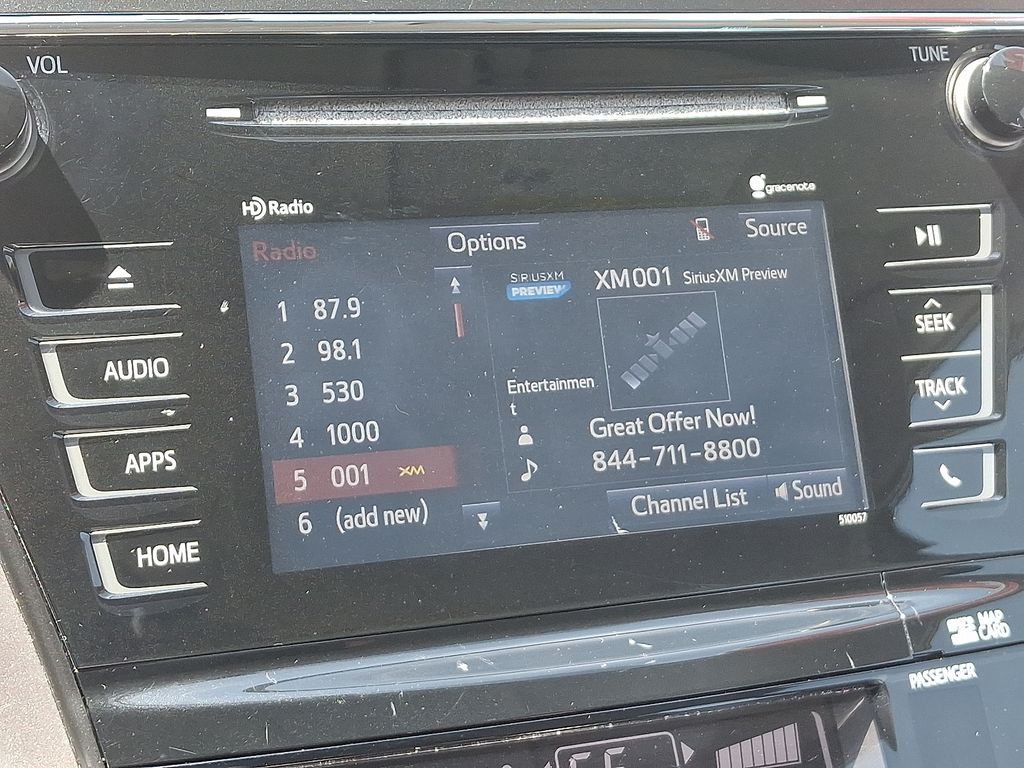 VOL
TUNE
HD Radio
gracenote
Radio
Options
Source
SIRIUSXM
PREVIEW
XM001 SiriusXM Preview
1 87.9
2 98.1
3 530
4 1000
5 001 XM
6 (add new)
Entertainmen
t
Great Offer Now!
844-711-8800
Channel List
Sound
510057
AUDIO
APPS
HOME
SEEK
TRACK
MAP
CARD
PASSENGER